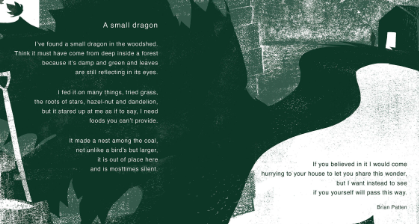 A small dragon
I've found a small dragon in the woodshed.
Think it must have come from deep inside a forest
because it's damp and green and leaves
are still reflecting in its eyes.
I fed it on many things, tried grass,
the roots of stars, hazel-nut and dandelion,
but it stared up at me as if to say, I need
foods you can't provide.
It made a nest among the coal,
not unlike a bird's but larger,
it is out of place here
and is mosttimes silent.
If you believed in it I would come
hurrying to your house to let you share this wonder,
but I want instead to see
if you yourself will pass this way.
Brian Patten